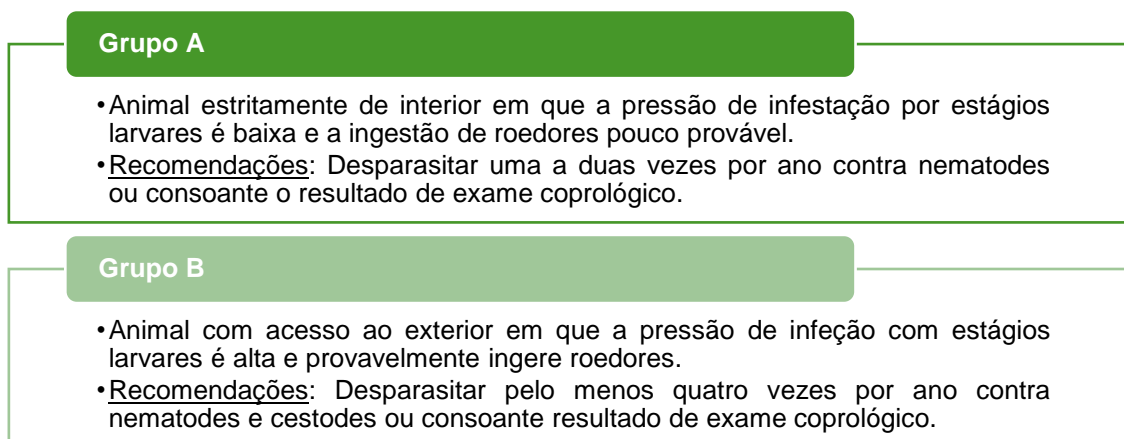 Grupo A
•Animal estritamente de interior em que a pressão de infestação por estágios
larvares é baixa e a ingestão de roedores pouco provável.
•Recomendações: Desparasitar uma a duas vezes por ano contra nematodes
ou consoante o resultado de exame coprológico.
Grupo B
•Animal com acesso ao exterior em que a pressão de infeção com estágios
larvares é alta e provavelmente ingere roedores.
•Recomendações: Desparasitar pelo menos quatro vezes por ano contra
nematodes e cestodes ou consoante resultado de exame coprológico.